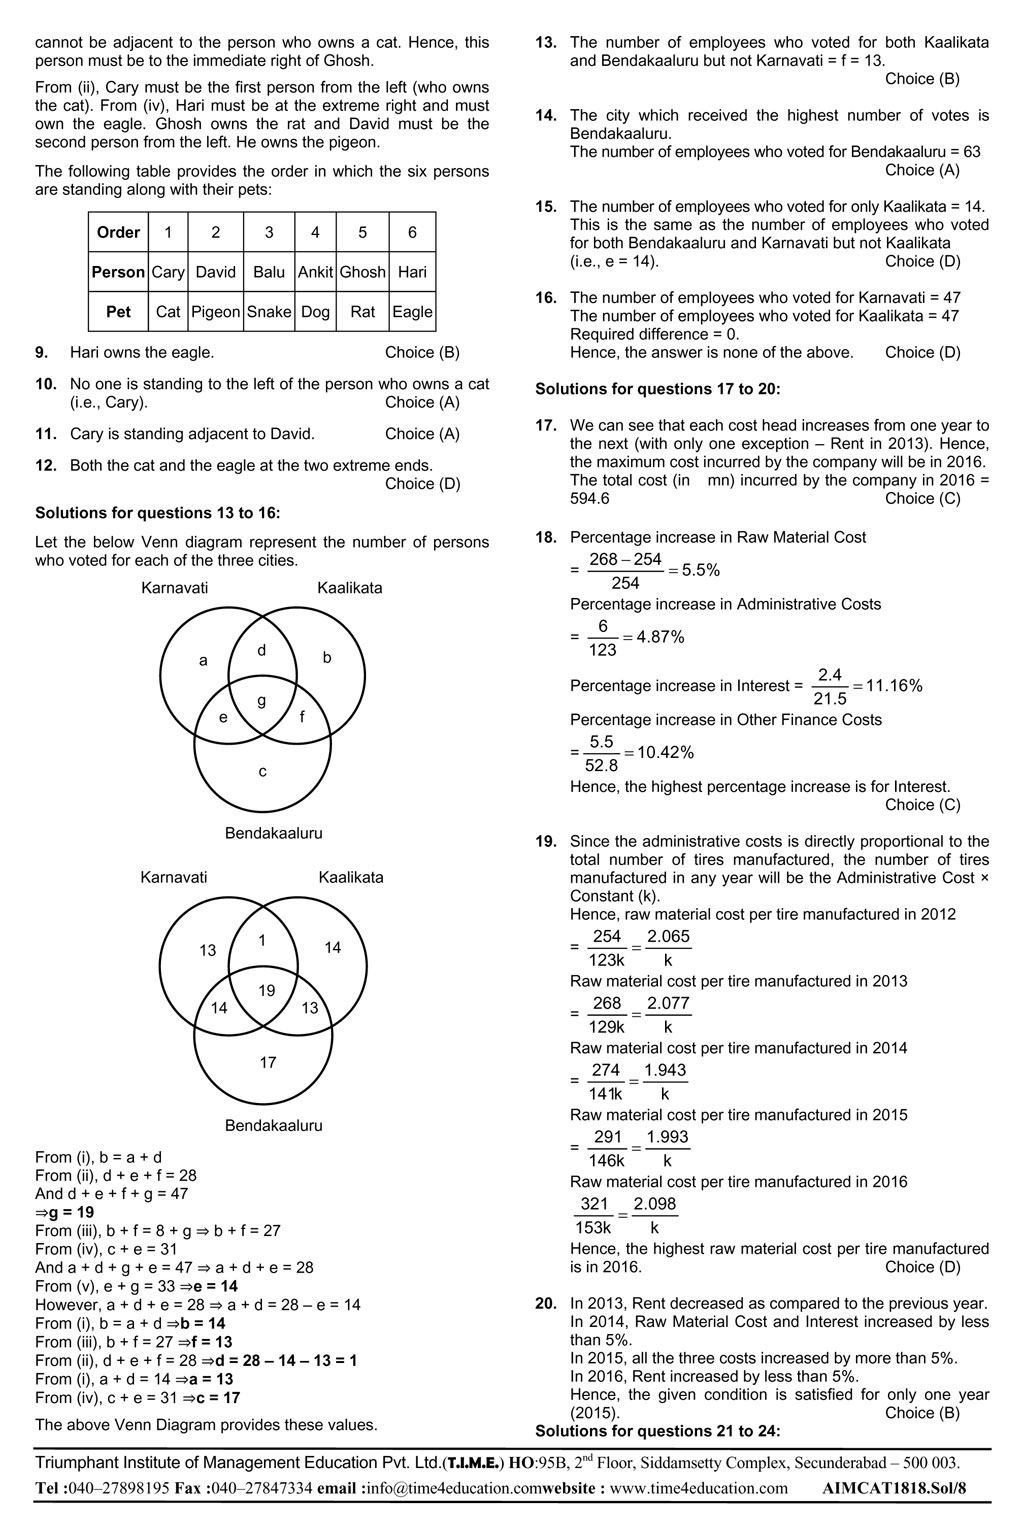 cannot be adjacent to the person who owns a cat. Hence, this
person must be to the immediate right of Ghosh.
From (ii), Cary must be the first person from the left (who owns
the cat). From (iv), Hari must be at the extreme right and must
own the eagle. Ghosh owns the rat and David must be the
second person from the left. He owns the pigeon.
The following table provides the order in which the six persons
are standing along with their pets:
Order 1 2 3 4 5 6
Person Cary David Balu Ankit Ghosh Hari
Pet Cat Pigeon Snake Dog Rat Eagle
9. Hari owns the eagle. Choice (B)
10. No one is standing to the left of the person who owns a cat
(i.e., Cary). Choice (A)
11. Cary is standing adjacent to David. Choice (A)
12. Both the cat and the eagle at the two extreme ends.
Choice (D)
Solutions for questions 13 to 16:
Let the below Venn diagram represent the number of persons
who voted for each of the three cities.
Karnavati Kaalikata
d
a b
g
e f
c
Bendakaaluru
Karnavati Kaalikata
1
13 14
19
14 13
17
Bendakaaluru
From (i), b = a + d
From (ii), d + e + f = 28
And d + e + f + g = 47
⇒g = 19
From (iii), b + f = 8 + g ⇒ b + f = 27
From (iv), c + e = 31
And a + d + g + e = 47 ⇒ a + d + e = 28
From (v), e + g = 33 ⇒e = 14
However, a + d + e = 28 ⇒ a + d = 28 – e = 14
From (i), b = a + d ⇒b = 14
From (iii), b + f = 27 ⇒f = 13
From (ii), d + e + f = 28 ⇒d = 28 – 14 – 13 = 1
From (i), a + d = 14 ⇒a = 13
From (iv), c + e = 31 ⇒c = 17
The above Venn Diagram provides these values.
13. The number of employees who voted for both Kaalikata
and Bendakaaluru but not Karnavati = f = 13.
Choice (B)
14. The city which received the highest number of votes is
Bendakaaluru.
The number of employees who voted for Bendakaaluru = 63
Choice (A)
15. The number of employees who voted for only Kaalikata = 14.
This is the same as the number of employees who voted
for both Bendakaaluru and Karnavati but not Kaalikata
(i.e., e = 14). Choice (D)
16. The number of employees who voted for Karnavati = 47
The number of employees who voted for Kaalikata = 47
Required difference = 0.
Hence, the answer is none of the above. Choice (D)
Solutions for questions 17 to 20:
17. We can see that each cost head increases from one year to
the next (with only one exception – Rent in 2013). Hence,
the maximum cost incurred by the company will be in 2016.
The total cost (in mn) incurred by the company in 2016 =
594.6 Choice (C)
18. Percentage increase in Raw Material Cost
= 268 – 254 / 254 = 5.5%
Percentage increase in Administrative Costs
= 6 / 123 = 4.87%
Percentage increase in Interest = 2.4 / 21.5 = 11.16%
Percentage increase in Other Finance Costs
= 5.5 / 52.8 = 10.42%
Hence, the highest percentage increase is for Interest.
Choice (C)
19. Since the administrative costs is directly proportional to the
total number of tires manufactured, the number of tires
manufactured in any year will be the Administrative Cost ×
Constant (k).
Hence, raw material cost per tire manufactured in 2012
= 254 / 123k = 2.065 / k
Raw material cost per tire manufactured in 2013
= 268 / 129k = 2.077 / k
Raw material cost per tire manufactured in 2014
= 274 / 141k = 1.943 / k
Raw material cost per tire manufactured in 2015
= 291 / 146k = 1.993 / k
Raw material cost per tire manufactured in 2016
321 / 153k = 2.098 / k
Hence, the highest raw material cost per tire manufactured
is in 2016. Choice (D)
20. In 2013, Rent decreased as compared to the previous year.
In 2014, Raw Material Cost and Interest increased by less
than 5%.
In 2015, all the three costs increased by more than 5%.
In 2016, Rent increased by less than 5%.
Hence, the given condition is satisfied for only one year
(2015). Choice (B)
Solutions for questions 21 to 24:
Triumphant Institute of Management Education Pvt. Ltd.(T.I.M.E.) HO:95B, 2nd Floor, Siddamsetty Complex, Secunderabad – 500 003.
Tel :040–27898195 Fax :040–27847334 email :info@time4education.comwebsite : www.time4education.com AIMCAT1818.Sol/8